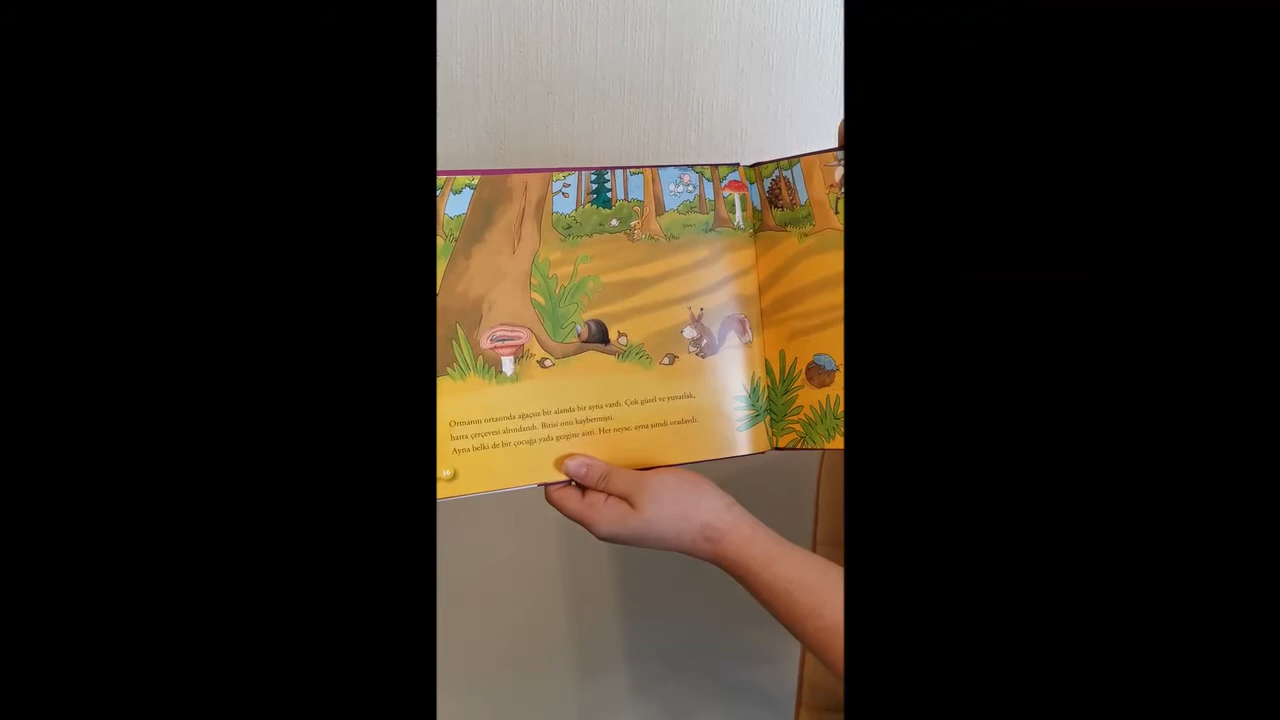 Ormanın ortasında ağaçsız bir alanda bir ayna vardı. Çok güzel ve yuvarlak,
hatta çerçevesi altındandı. Birisi onu kaybetmişti.
Ayna belki de bir çocuğa yada gezgine aitti. Her neyse, ayna şimdi oradaydı.
16